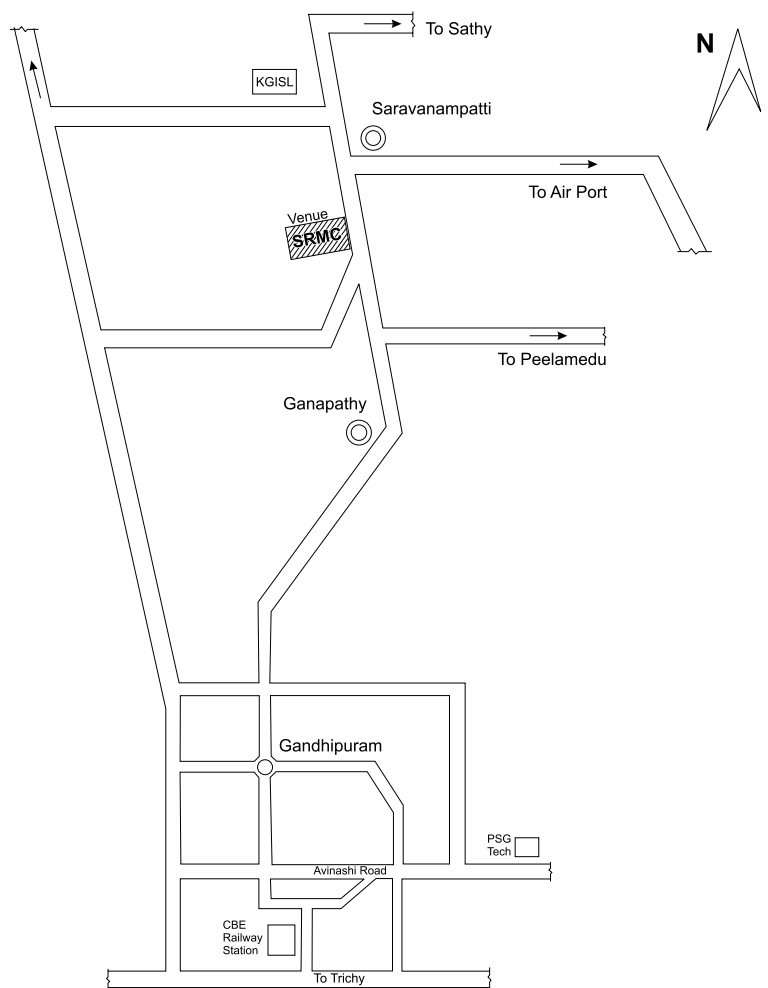 To Sathy
N
KGISL
Saravanampatti
To Air Port
Venue
SRMC
To Peelamedu
Ganapathy
Gandhipuram
PSG
Tech
Avinashi Road
CBE
Railway
Station
To Trichy